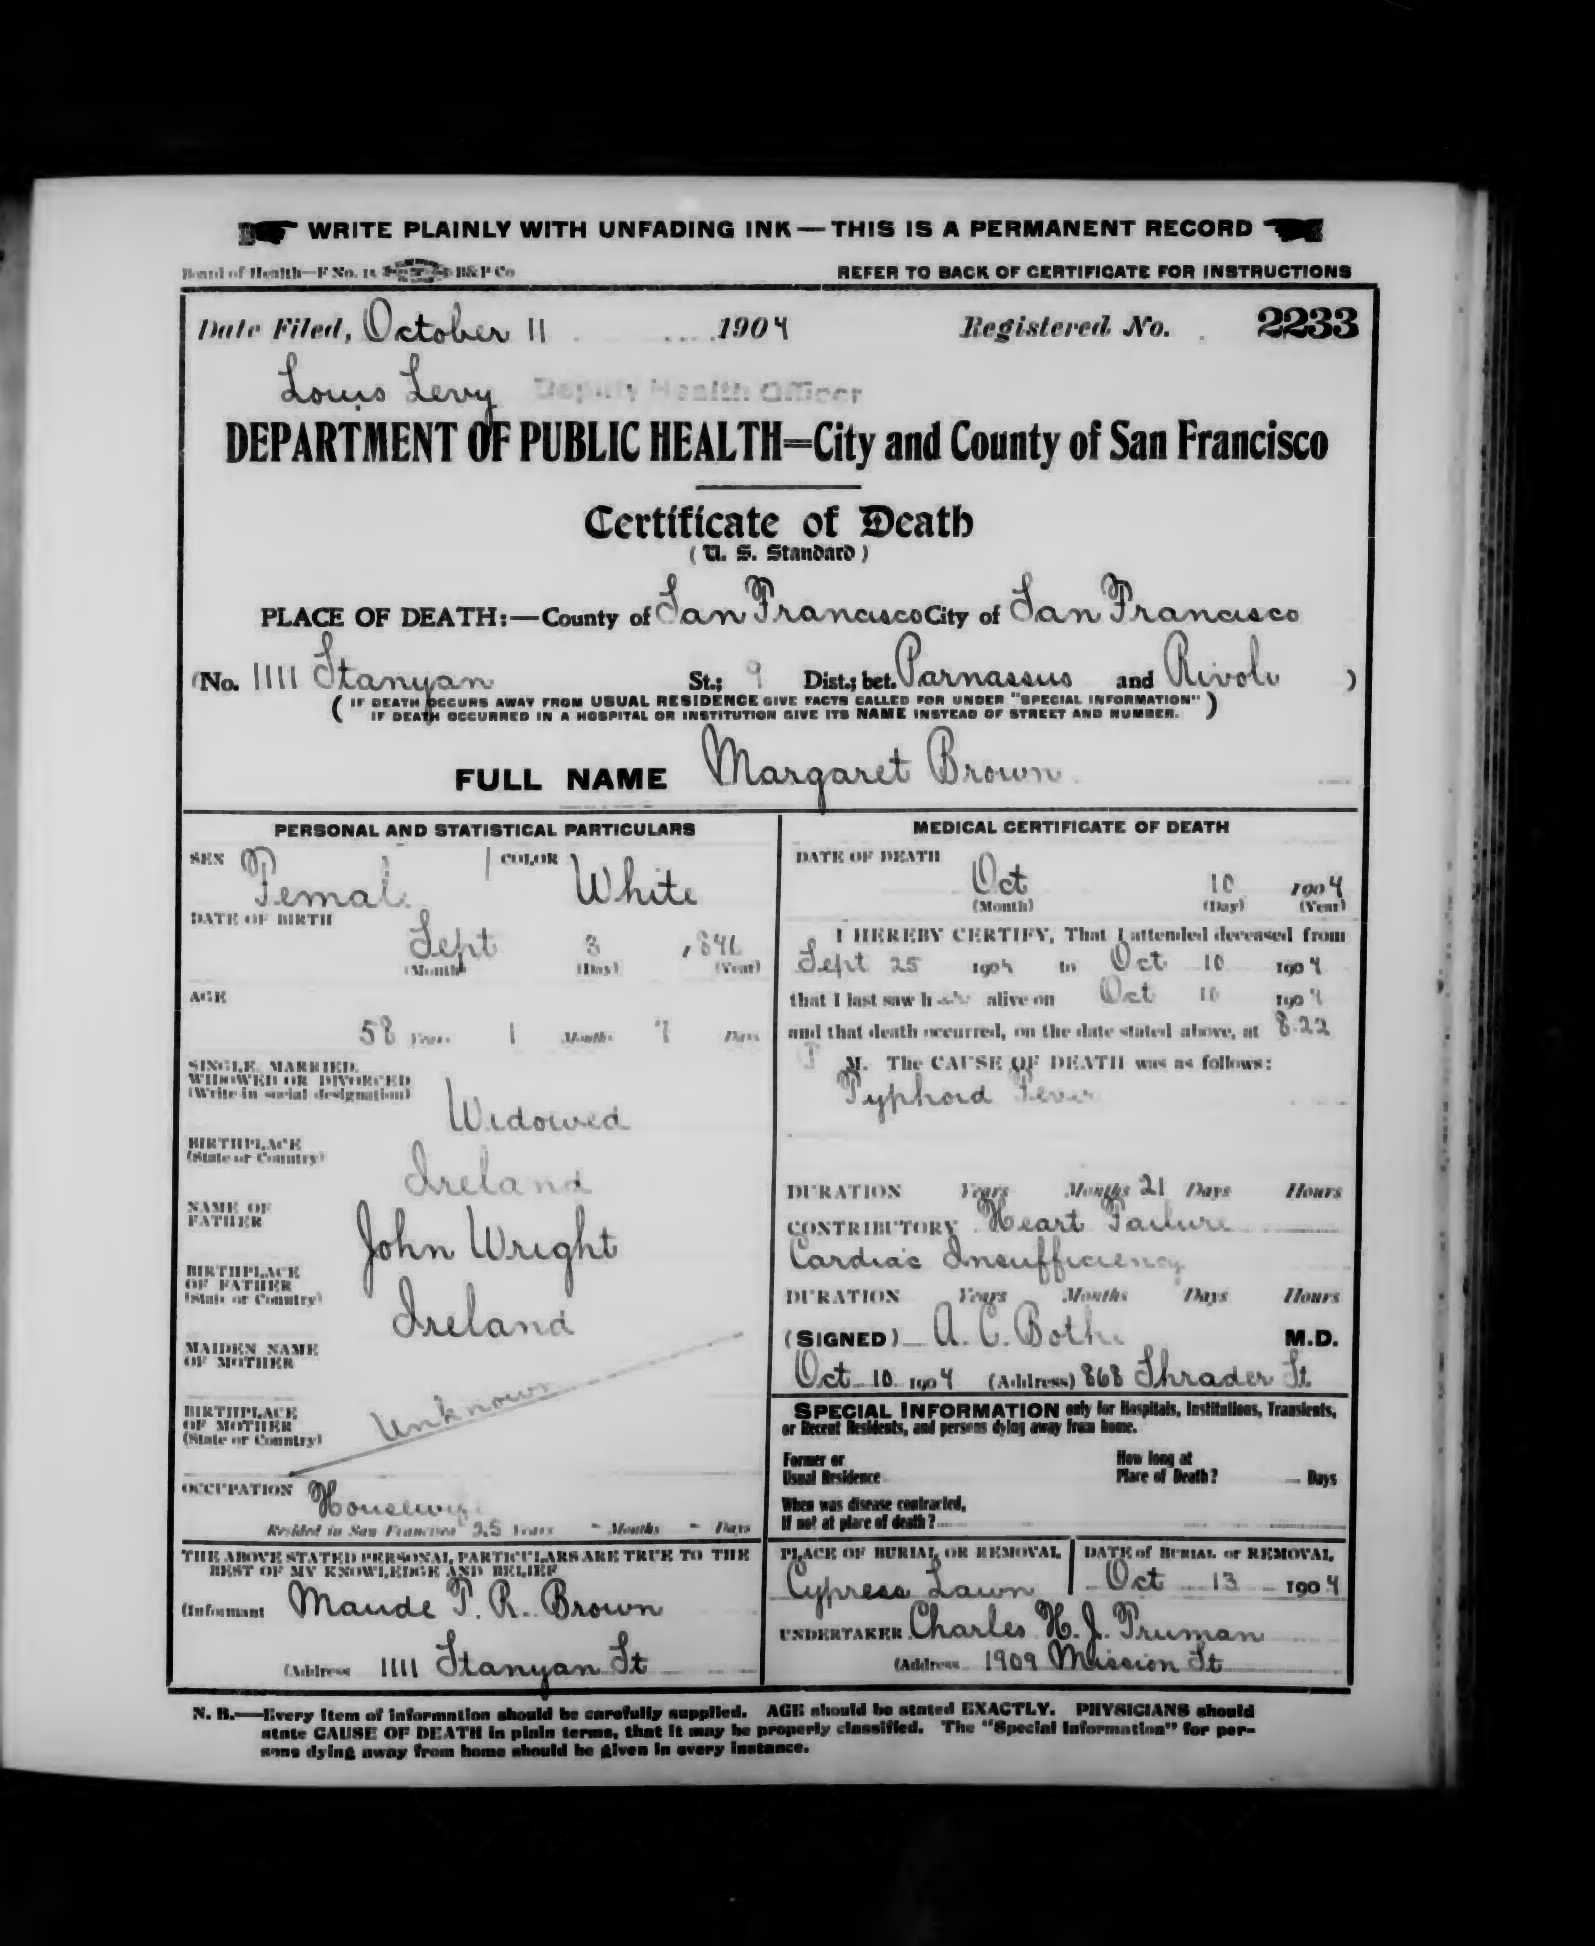 WRITE PLAINLY WITH UNFADING INK — THIS IS A PERMANENT RECORD
Board of Health—F No. 1 B&P Co
REFER TO BACK OF CERTIFICATE FOR INSTRUCTIONS
Date Filed, October 11 1904 Registered No. 2233
Louis Levy Deputy Health Officer
DEPARTMENT OF PUBLIC HEALTH=City and County of San Francisco
Certificate of Death
(U. S. Standard)
PLACE OF DEATH:—County of San Francisco City of San Francisco
(No. 1111 Stanyan St.; 9 Dist.; bet. Parnassus and Rivoli )
(IF DEATH OCCURS AWAY FROM USUAL RESIDENCE GIVE FACTS CALLED FOR UNDER "SPECIAL INFORMATION"
IF DEATH OCCURRED IN A HOSPITAL OR INSTITUTION GIVE ITS NAME INSTEAD OF STREET AND NUMBER.)
FULL NAME Margaret Brown
PERSONAL AND STATISTICAL PARTICULARS
SEX Female COLOR White
DATE OF BIRTH
Sept 3 1846
(Month) (Day) (Year)
AGE
58 Years 1 Months 7 Days
SINGLE, MARRIED,
WIDOWED OR DIVORCED
(Write in social designation)
Widowed
BIRTHPLACE
(State or Country)
Ireland
NAME OF
FATHER
John Wright
BIRTHPLACE
OF FATHER
(State or Country)
Ireland
MAIDEN NAME
OF MOTHER
Unknown
BIRTHPLACE
OF MOTHER
(State or Country)
OCCUPATION Housewife
Resided in San Francisco 25 Years - Months - Days
THE ABOVE STATED PERSONAL PARTICULARS ARE TRUE TO THE
BEST OF MY KNOWLEDGE AND BELIEF
(Informant Maude T. R. Brown
(Address 1111 Stanyan St
MEDICAL CERTIFICATE OF DEATH
DATE OF DEATH
Oct 10 1904
(Month) (Day) (Year)
I HEREBY CERTIFY, That I attended deceased from
Sept 25 1904 to Oct 10 1904
that I last saw her alive on Oct 10 1904
and that death occurred, on the date stated above, at 8.22
M. The CAUSE OF DEATH was as follows:
Typhoid Fever
DURATION Years Months 21 Days Hours
CONTRIBUTORY Heart Failure
Cardiac Insufficiency
DURATION Years Months Days Hours
(SIGNED) A. C. Bothe M.D.
Oct 10 1904 (Address) 868 Shrader St
SPECIAL INFORMATION only for Hospitals, Institutions, Transients,
or Recent Residents, and persons dying away from home.
Former or
Usual Residence
How long at
Place of Death? Days
When was disease contracted,
If not at place of death?
PLACE OF BURIAL OR REMOVAL
Cypress Lawn
DATE of BURIAL or REMOVAL
Oct 13 1904
UNDERTAKER Charles H. J. Truman
(Address 1909 Mission St
N. B.—Every item of information should be carefully supplied. AGE should be stated EXACTLY. PHYSICIANS should
state CAUSE OF DEATH in plain terms, that it may be properly classified. The "Special Information" for per-
sons dying away from home should be given in every instance.